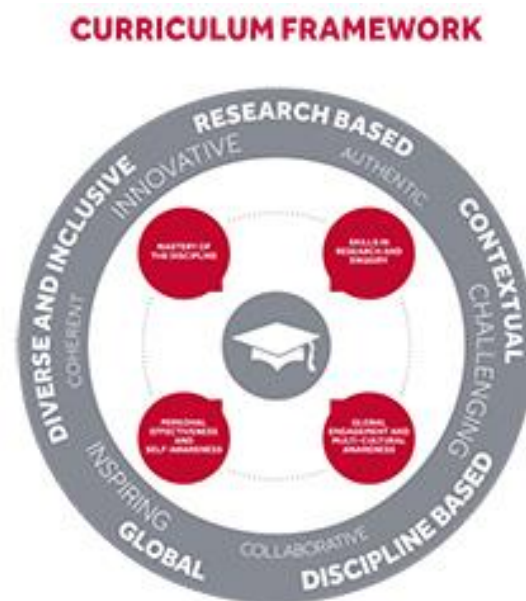 CURRICULUM FRAMEWORK
RESEARCH BASED
INNOVATIVE
AUTHENTIC
DIVERSE AND INCLUSIVE
COHERENT
CONTEXTUAL
CHALLENGING
MASTERY OF
THE DISCIPLINE
SKILLS IN
RESEARCH AND
ENQUIRY
PERSONAL
EFFECTIVENESS
AND
SELF-AWARENESS
GLOBAL
ENGAGEMENT AND
MULTI-CULTURAL
AWARENESS
INSPIRING
GLOBAL
COLLABORATIVE
DISCIPLINE BASED